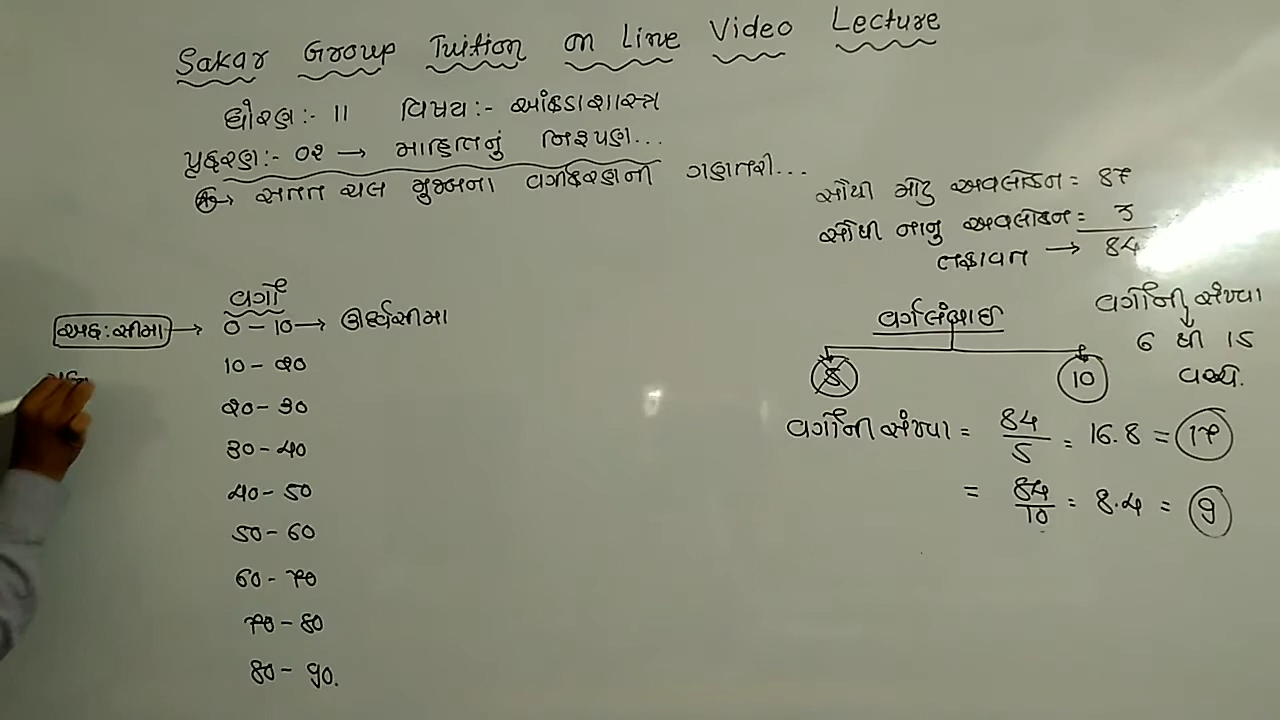 Sakar Group Tuition on Line Video Lecture
ધોરણ:- 11 વિષય:- આંકડાશાસ્ત્ર
પ્રકરણ:- ०२ → માહિતિનું નિરૂપણ...
→ સતત ચલ મુજબના વર્ગીકરણની ગણતરી...
સૌથી મોટુ અવલોકન = 87
સૌથી નાનુ અવલોકન = 3
તફાવત → 84
વર્ગો
અધ:સીમા → 0 - 10 → ઊર્ધ્વસીમા
10 - 20
20 - 30
30 - 40
40 - 50
50 - 60
60 - 70
70 - 80
80 - 90.
વર્ગલંબાઈ
5 10
વર્ગોની સંખ્યા
6 થી 15
વચ્ચે.
વર્ગોની સંખ્યા = 84/5 = 16.8 = 17
= 84/10 = 8.4 = 9